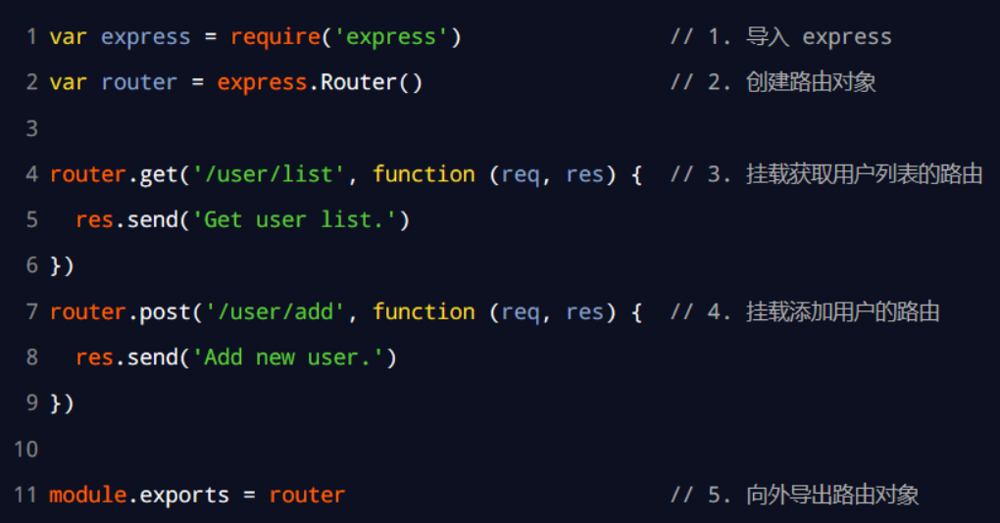 1 var express = require('express') // 1. 导入 express
2 var router = express.Router() // 2. 创建路由对象
3
4 router.get('/user/list', function (req, res) { // 3. 挂载获取用户列表的路由
5   res.send('Get user list.')
6 })
7 router.post('/user/add', function (req, res) { // 4. 挂载添加用户的路由
8   res.send('Add new user.')
9 })
10
11 module.exports = router // 5. 向外导出路由对象